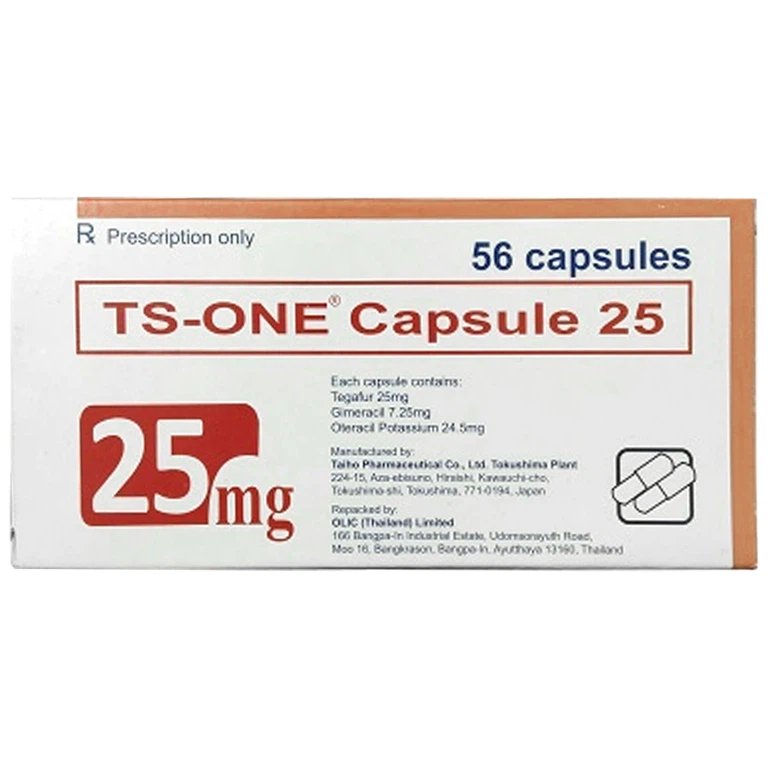 ℞ Prescription only
56 capsules
TS-ONE® Capsule 25
25mg
Each capsule contains:
Tegafur 25mg
Gimeracil 7.25mg
Oteracil Potassium 24.5mg
Manufactured by:
Taiho Pharmaceutical Co., Ltd. Tokushima Plant
224-15, Aza-ebisuno, Hiraishi, Kawauchi-cho,
Tokushima-shi, Tokushima, 771-0194, Japan
Repacked by:
OLIC (Thailand) Limited
166 Bangpa-In Industrial Estate, Udomsorayuth Road,
Moo 16, Bangkrason, Bangpa-In, Ayutthaya 13160, Thailand